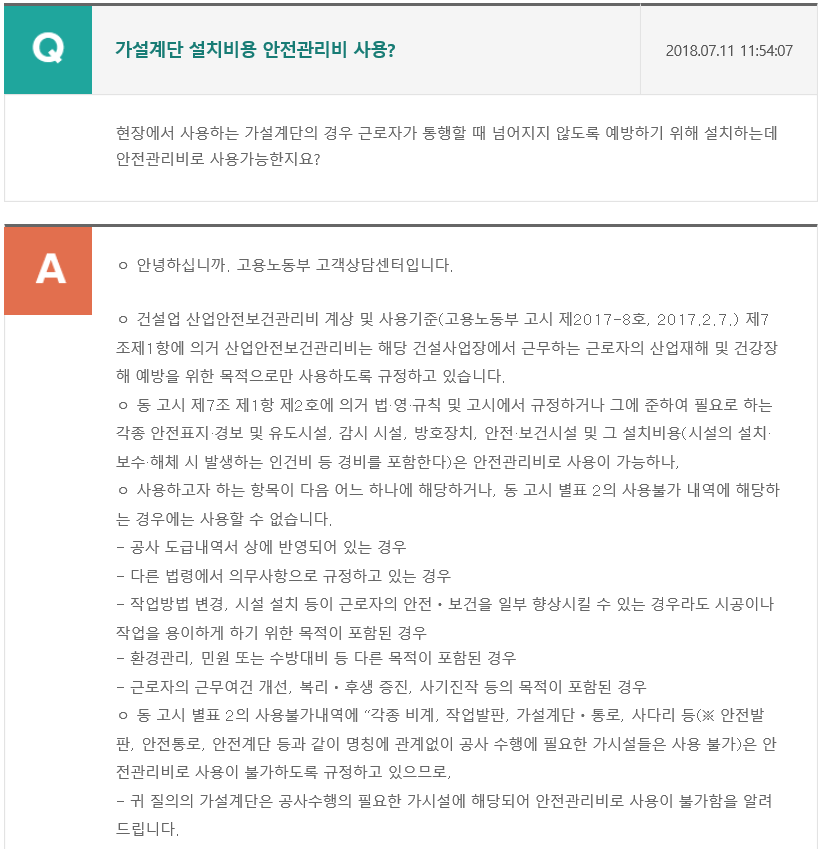 Q
가설계단 설치비용 안전관리비 사용?
2018.07.11 11:54:07
현장에서 사용하는 가설계단의 경우 근로자가 통행할 때 넘어지지 않도록 예방하기 위해 설치하는데
안전관리비로 사용가능한지요?
A
ㅇ 안녕하십니까. 고용노동부 고객상담센터입니다.
ㅇ 건설업 산업안전보건관리비 계상 및 사용기준(고용노동부 고시 제2017-8호, 2017.2.7.) 제7
조제1항에 의거 산업안전보건관리비는 해당 건설사업장에서 근무하는 근로자의 산업재해 및 건강장
해 예방을 위한 목적으로만 사용하도록 규정하고 있습니다.
ㅇ 동 고시 제7조 제1항 제2호에 의거 법·영·규칙 및 고시에서 규정하거나 그에 준하여 필요로 하는
각종 안전표지·경보 및 유도시설, 감시 시설, 방호장치, 안전·보건시설 및 그 설치비용(시설의 설치·
보수·해체 시 발생하는 인건비 등 경비를 포함한다)은 안전관리비로 사용이 가능하나,
ㅇ 사용하고자 하는 항목이 다음 어느 하나에 해당하거나, 동 고시 별표 2의 사용불가 내역에 해당하
는 경우에는 사용할 수 없습니다.
- 공사 도급내역서 상에 반영되어 있는 경우
- 다른 법령에서 의무사항으로 규정하고 있는 경우
- 작업방법 변경, 시설 설치 등이 근로자의 안전・보건을 일부 향상시킬 수 있는 경우라도 시공이나
작업을 용이하게 하기 위한 목적이 포함된 경우
- 환경관리, 민원 또는 수방대비 등 다른 목적이 포함된 경우
- 근로자의 근무여건 개선, 복리・후생 증진, 사기진작 등의 목적이 포함된 경우
ㅇ 동 고시 별표 2의 사용불가내역에 “각종 비계, 작업발판, 가설계단・통로, 사다리 등(※ 안전발
판, 안전통로, 안전계단 등과 같이 명칭에 관계없이 공사 수행에 필요한 가시설들은 사용 불가)은 안
전관리비로 사용이 불가하도록 규정하고 있으므로,
- 귀 질의의 가설계단은 공사수행의 필요한 가시설에 해당되어 안전관리비로 사용이 불가함을 알려
드립니다.